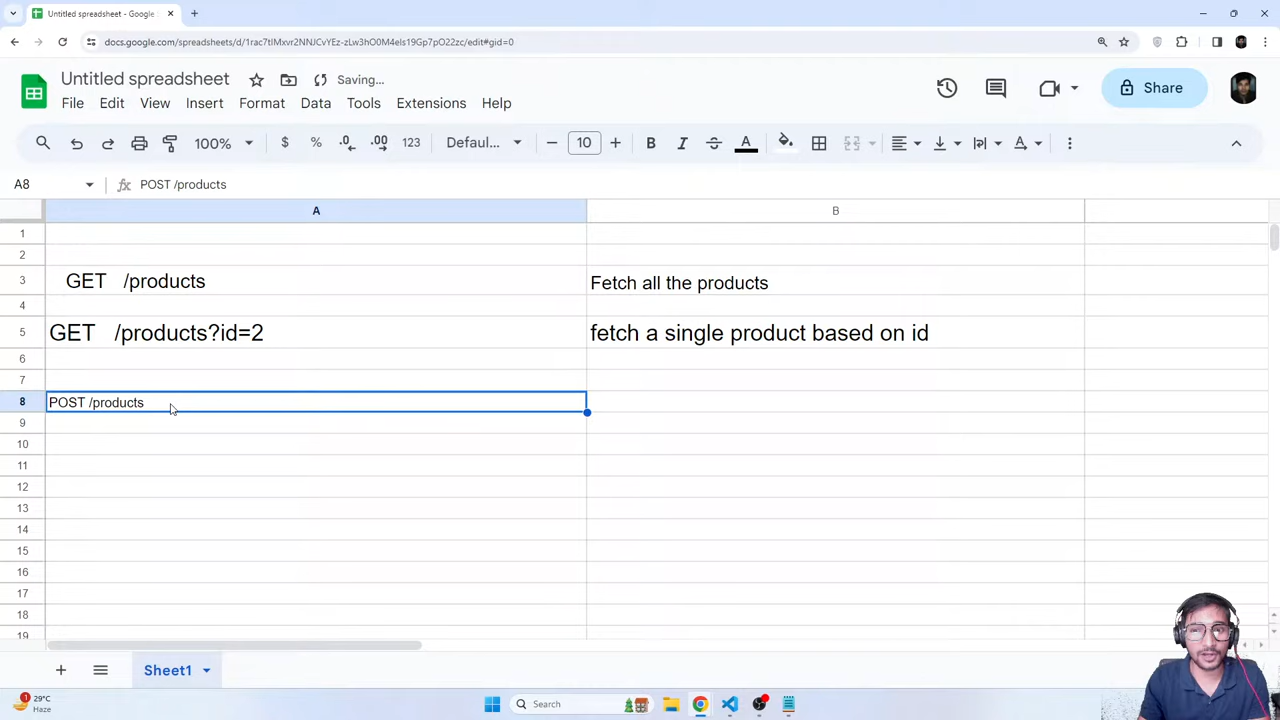 Untitled spreadsheet - Google
docs.google.com/spreadsheets/d/1rac7tIMxvr2NNJCvYEz-zLw3hO0M4eIs19Gp7pO22zc/edit#gid=0
Untitled spreadsheet Saving…
File Edit View Insert Format Data Tools Extensions Help
Share
100% $ % .0 .00 123 Defaul... 10 B I S A
A8 fx POST /products
A B
1
2
3 GET /products Fetch all the products
4
5 GET /products?id=2 fetch a single product based on id
6
7
8 POST /products
9
10
11
12
13
14
15
16
17
18
19
Sheet1
1 29°C
Haze
Search